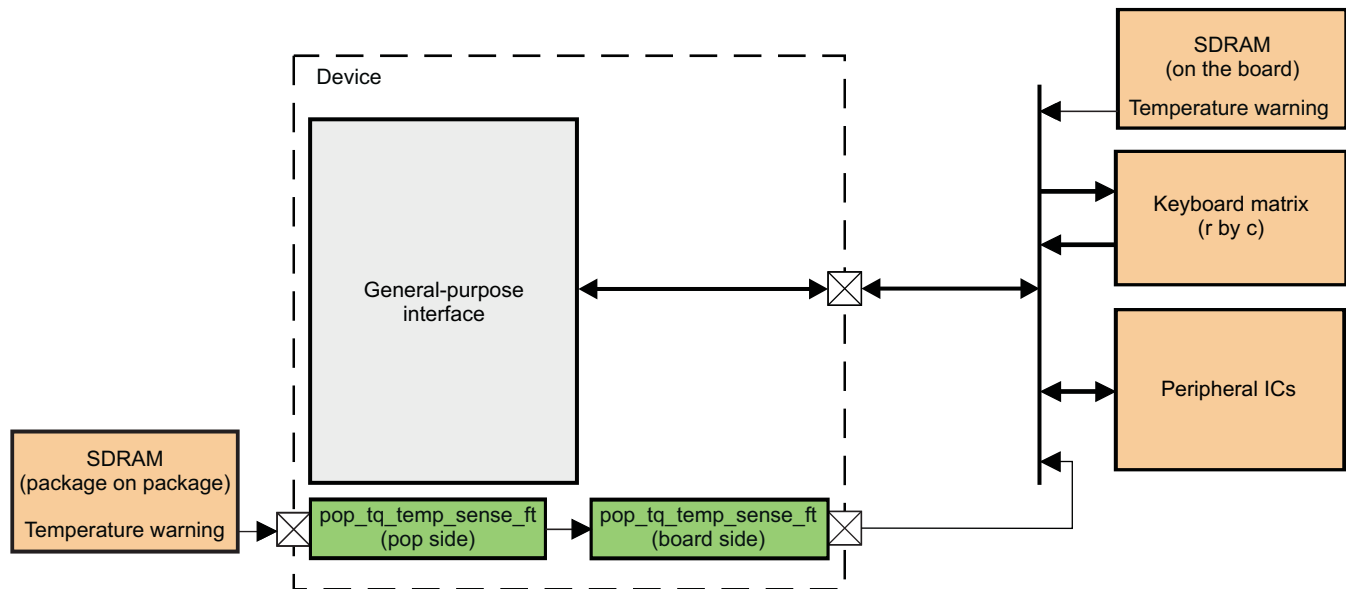 SDRAM
(on the board)
Temperature warning
Device
Keyboard matrix
(r by c)
General-purpose
interface
Peripheral ICs
SDRAM
(package on package)
Temperature warning
pop_tq_temp_sense_ft
(pop side)
pop_tq_temp_sense_ft
(board side)